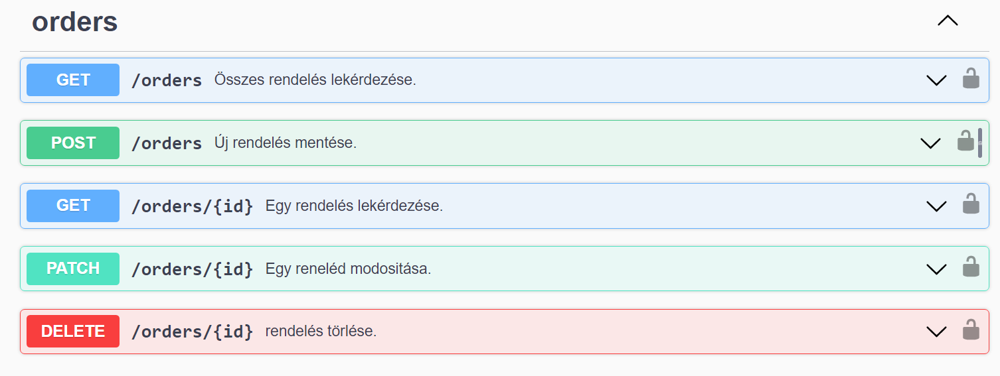 orders
GET /orders Összes rendelés lekérdezése.
POST /orders Új rendelés mentése.
GET /orders/{id} Egy rendelés lekérdezése.
PATCH /orders/{id} Egy reneléd modositása.
DELETE /orders/{id} rendelés törlése.